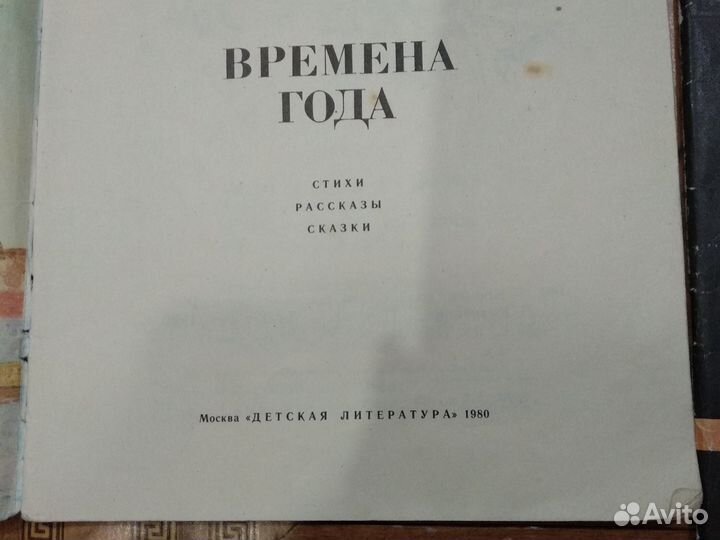 ВРЕМЕНА
ГОДА
СТИХИ
РАССКАЗЫ
СКАЗКИ
Москва «ДЕТСКАЯ ЛИТЕРАТУРА» 1980
Avito